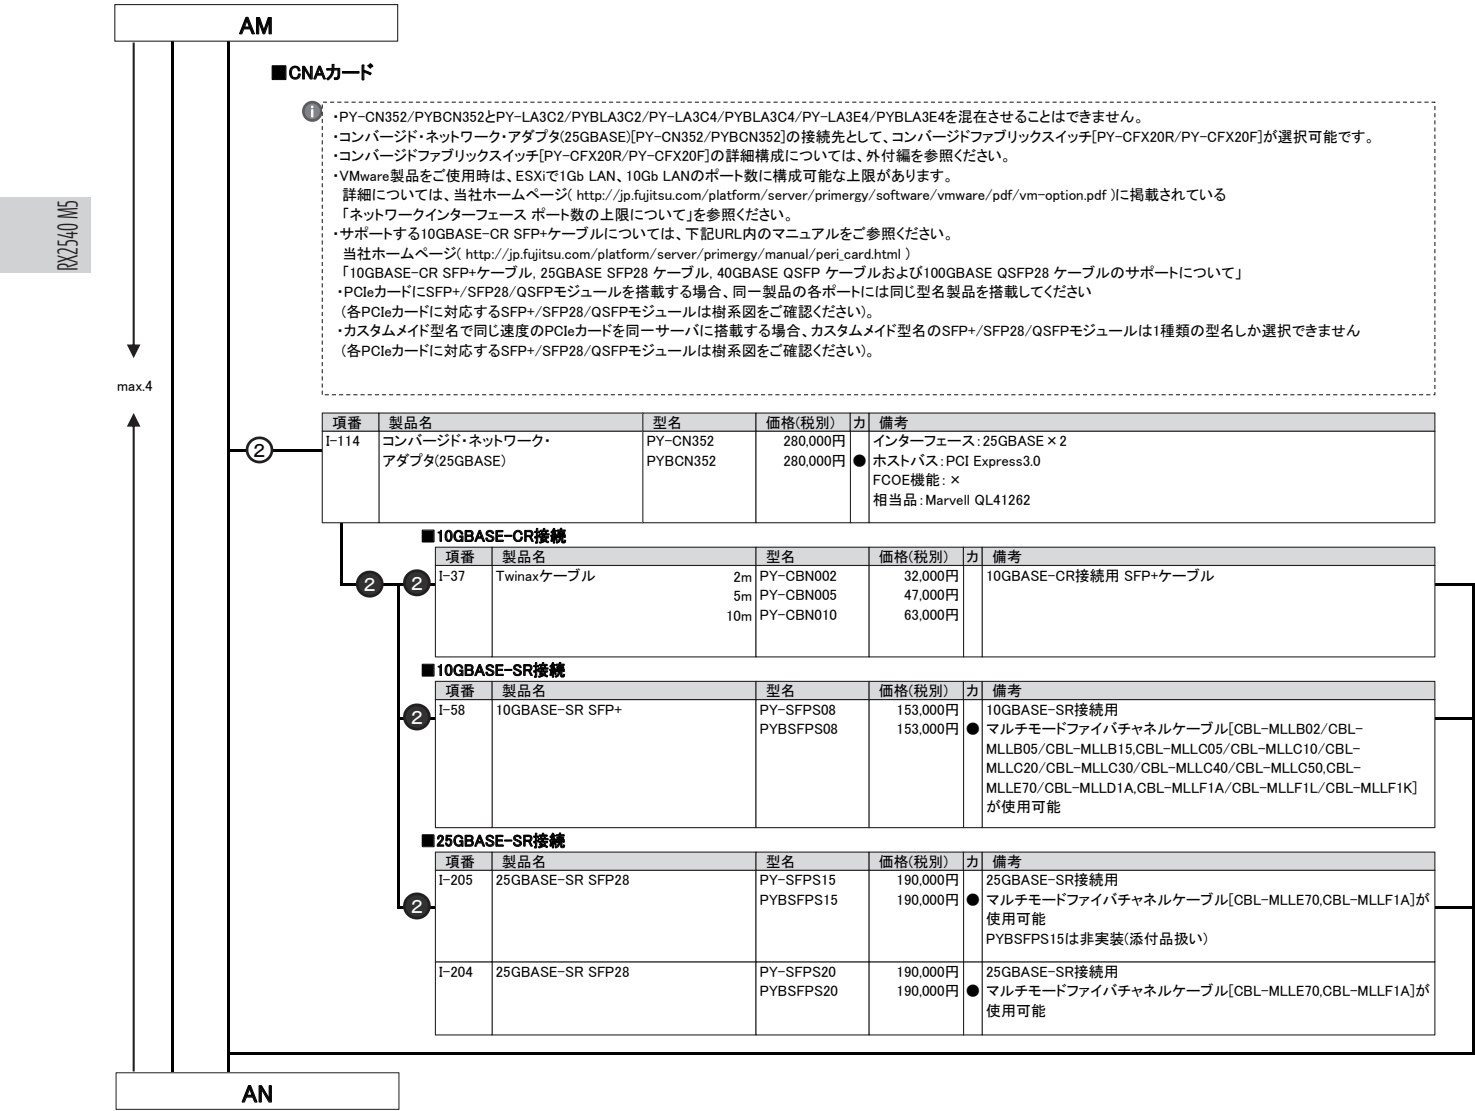 AM
■CNAカード
・PY-CN352/PYBCN352とPY-LA3C2/PYBLA3C2/PY-LA3C4/PYBLA3C4/PY-LA3E4/PYBLA3E4を混在させることはできません。
・コンバージド・ネットワーク・アダプタ(25GBASE)[PY-CN352/PYBCN352]の接続先として、コンバージドファブリックスイッチ[PY-CFX20R/PY-CFX20F]が選択可能です。
・コンバージドファブリックスイッチ[PY-CFX20R/PY-CFX20F]の詳細構成については、外付編を参照ください。
・VMware製品をご使用時は、ESXiで1Gb LAN、10Gb LANのポート数に構成可能な上限があります。
詳細については、当社ホームページ( http://jp.fujitsu.com/platform/server/primergy/software/vmware/pdf/vm-option.pdf )に掲載されている
「ネットワークインターフェース ポート数の上限について」を参照ください。
・サポートする10GBASE-CR SFP+ケーブルについては、下記URL内のマニュアルをご参照ください。
当社ホームページ( http://jp.fujitsu.com/platform/server/primergy/manual/peri_card.html )
「10GBASE-CR SFP+ケーブル, 25GBASE SFP28 ケーブル, 40GBASE QSFP ケーブルおよび100GBASE QSFP28 ケーブルのサポートについて」
・PCIeカードにSFP+/SFP28/QSFPモジュールを搭載する場合、同一製品の各ポートには同じ型名製品を搭載してください
(各PCIeカードに対応するSFP+/SFP28/QSFPモジュールは樹系図をご確認ください)。
・カスタムメイド型名で同じ速度のPCIeカードを同一サーバに搭載する場合、カスタムメイド型名のSFP+/SFP28/QSFPモジュールは1種類の型名しか選択できません
(各PCIeカードに対応するSFP+/SFP28/QSFPモジュールは樹系図をご確認ください)。
RX2540 M5
max.4
項番 製品名 型名 価格(税別) カ 備考
I-114 コンバージド・ネットワーク・ PY-CN352 280,000円 インターフェース:25GBASE×2
② アダプタ(25GBASE) PYBCN352 280,000円 ● ホストバス:PCI Express3.0
FCOE機能:×
相当品:Marvell QL41262
■10GBASE-CR接続
項番 製品名 型名 価格(税別) カ 備考
2 2 I-37 Twinaxケーブル 2m PY-CBN002 32,000円 10GBASE-CR接続用 SFP+ケーブル
5m PY-CBN005 47,000円
10m PY-CBN010 63,000円
■10GBASE-SR接続
項番 製品名 型名 価格(税別) カ 備考
2 I-58 10GBASE-SR SFP+ PY-SFPS08 153,000円 10GBASE-SR接続用
PYBSFPS08 153,000円 ● マルチモードファイバチャネルケーブル[CBL-MLLB02/CBL-
MLLB05/CBL-MLLB15,CBL-MLLC05/CBL-MLLC10/CBL-
MLLC20/CBL-MLLC30/CBL-MLLC40/CBL-MLLC50,CBL-
MLLE70/CBL-MLLD1A,CBL-MLLF1A/CBL-MLLF1L/CBL-MLLF1K]
が使用可能
■25GBASE-SR接続
項番 製品名 型名 価格(税別) カ 備考
I-205 25GBASE-SR SFP28 PY-SFPS15 190,000円 25GBASE-SR接続用
2 PYBSFPS15 190,000円 ● マルチモードファイバチャネルケーブル[CBL-MLLE70,CBL-MLLF1A]が
使用可能
PYBSFPS15は非実装(添付品扱い)
I-204 25GBASE-SR SFP28 PY-SFPS20 190,000円 25GBASE-SR接続用
PYBSFPS20 190,000円 ● マルチモードファイバチャネルケーブル[CBL-MLLE70,CBL-MLLF1A]が
使用可能
AN